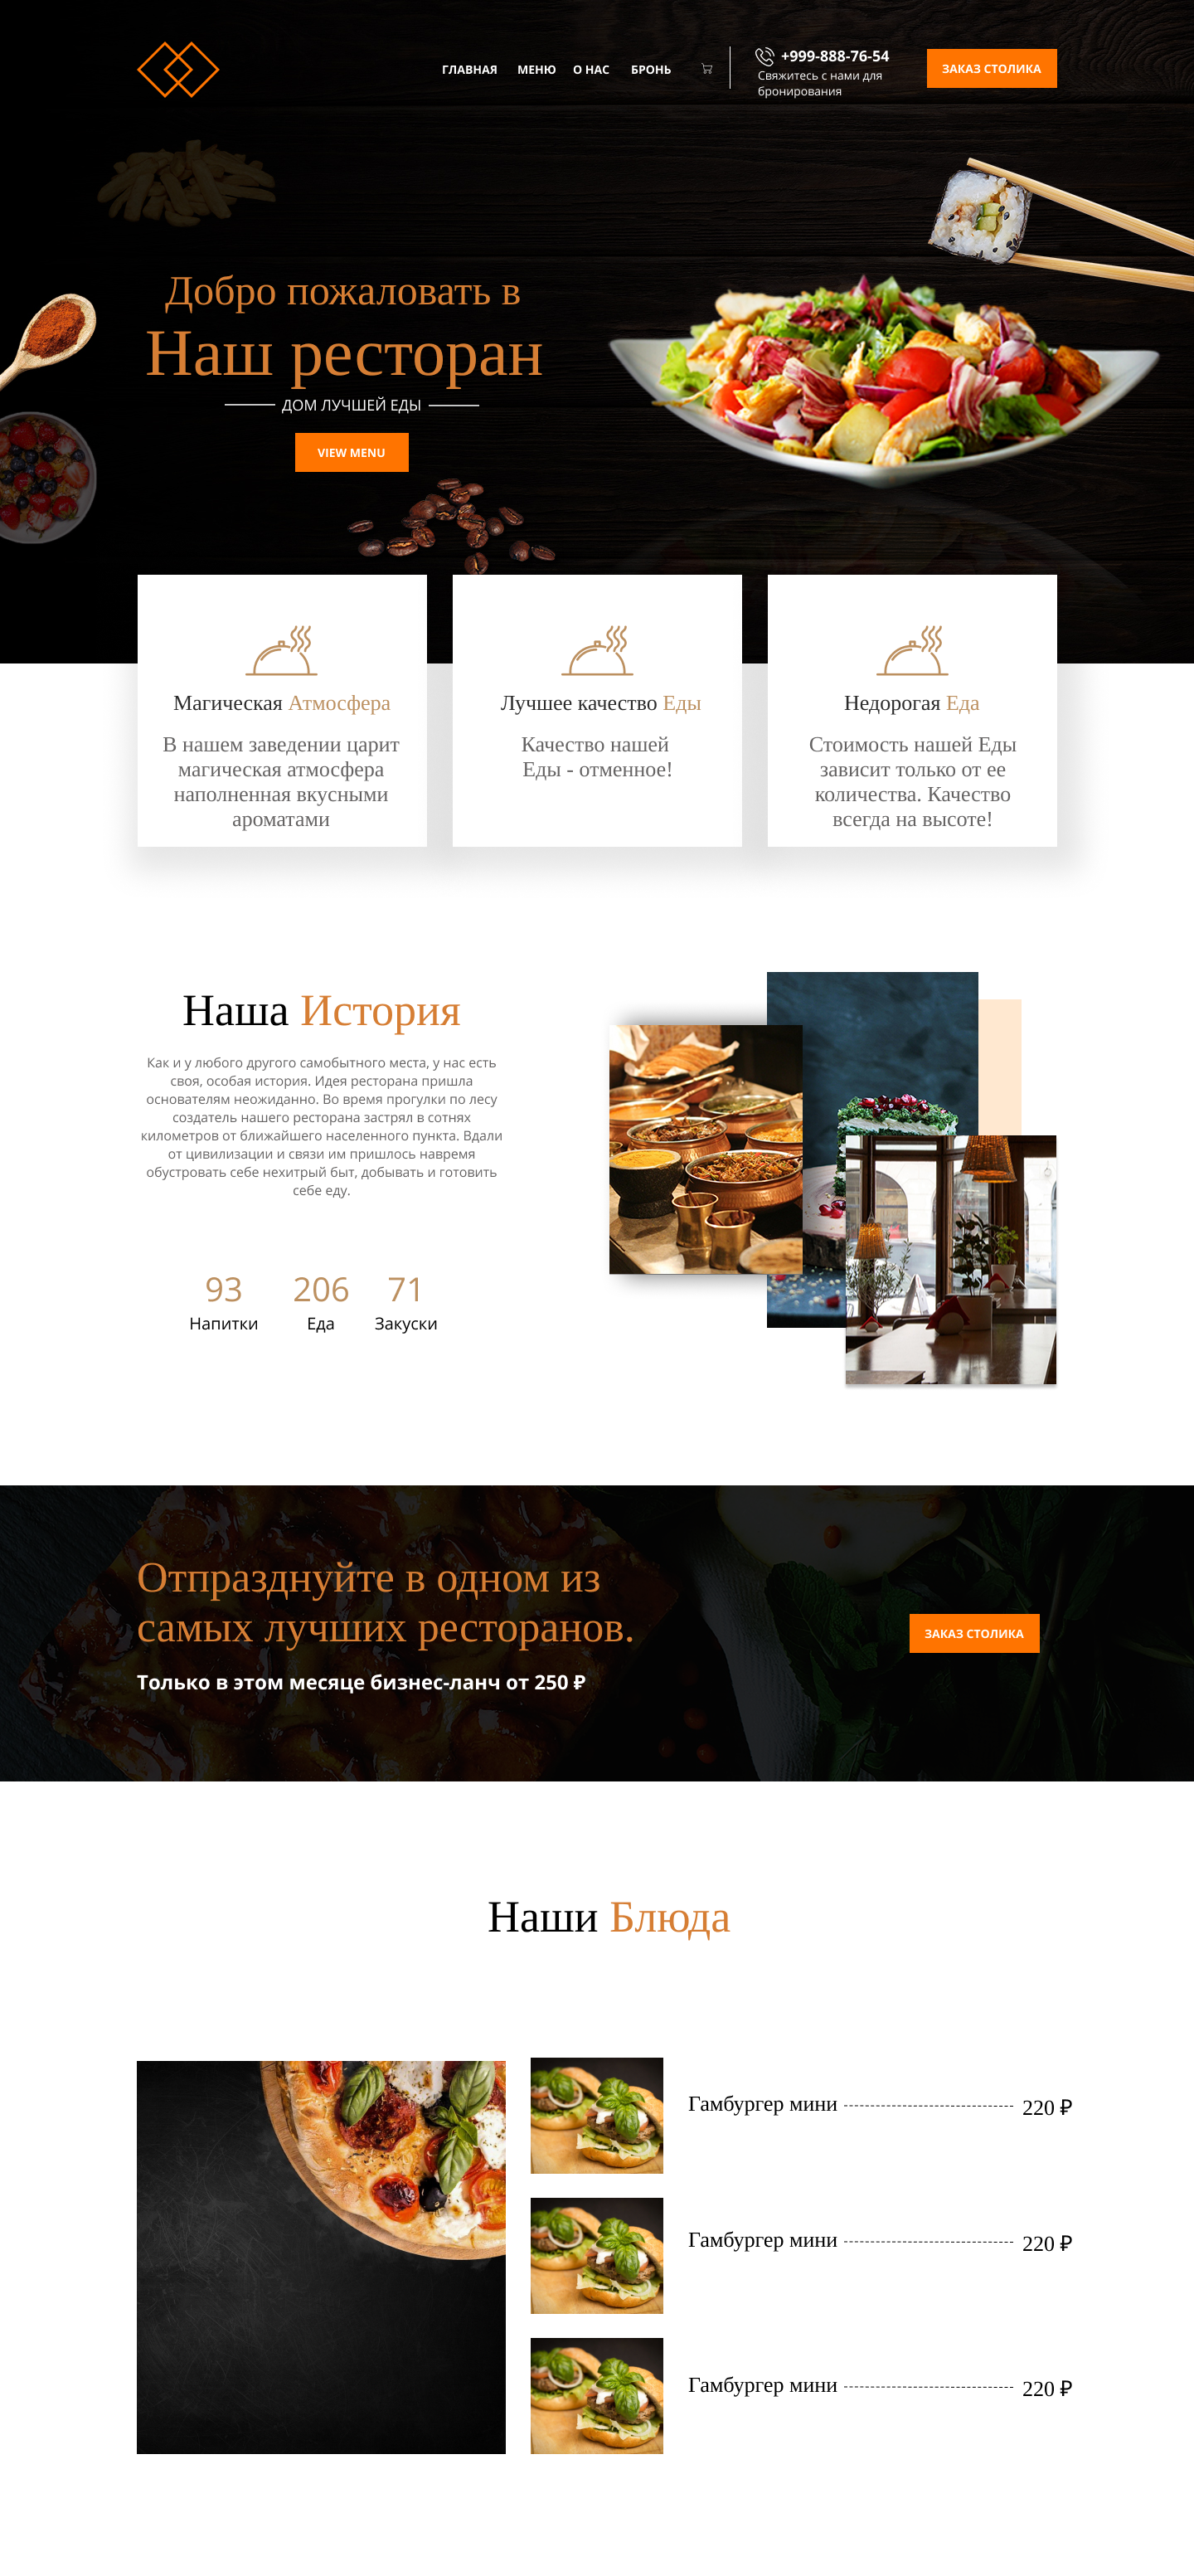 ГЛАВНАЯ МЕНЮ О НАС БРОНЬ
+999-888-76-54
Свяжитесь с нами для
бронирования
ЗАКАЗ СТОЛИКА
Добро пожаловать в
Наш ресторан
ДОМ ЛУЧШЕЙ ЕДЫ
VIEW MENU
Магическая Атмосфера
В нашем заведении царит
магическая атмосфера
наполненная вкусными
ароматами
Лучшее качество Еды
Качество нашей
Еды - отменное!
Недорогая Еда
Стоимость нашей Еды
зависит только от ее
количества. Качество
всегда на высоте!
Наша История
Как и у любого другого самобытного места, у нас есть
своя, особая история. Идея ресторана пришла
основателям неожиданно. Во время прогулки по лесу
создатель нашего ресторана застрял в сотнях
километров от ближайшего населенного пункта. Вдали
от цивилизации и связи им пришлось навремя
обустровать себе нехитрый быт, добывать и готовить
себе еду.
93 206 71
Напитки Еда Закуски
Отпразднуйте в одном из
самых лучших ресторанов.
Только в этом месяце бизнес-ланч от 250 ₽
ЗАКАЗ СТОЛИКА
Наши Блюда
Гамбургер мини 220 ₽
Гамбургер мини 220 ₽
Гамбургер мини 220 ₽